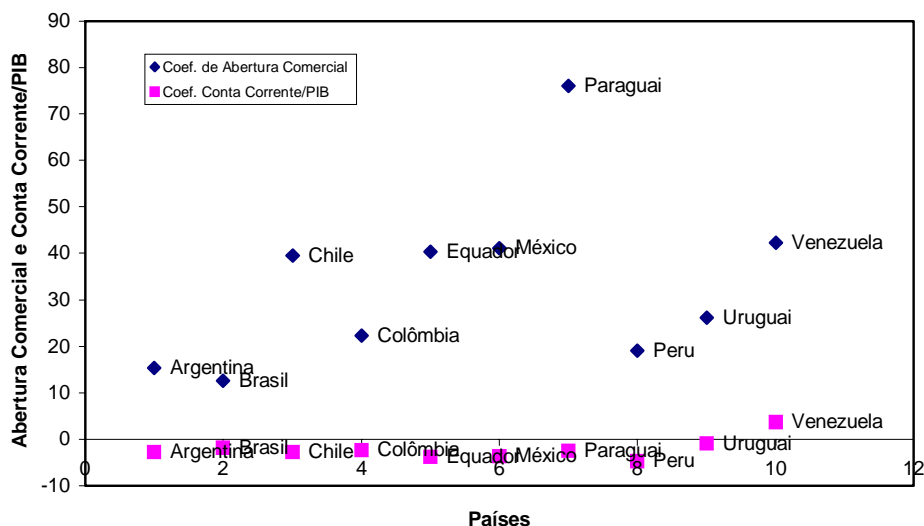 90
80
70
60
50
40
30
20
10
0
-10
Abertura Comercial e Conta Corrente/PIB
Coef. de Abertura Comercial
Coef. Conta Corrente/PIB
Paraguai
Chile
Equador
México
Venezuela
Colômbia
Uruguai
Peru
Argentina
Brasil
Venezuela
Argentina
Brasil
Chile
Colômbia
Equador
México
Paraguai
Peru
Uruguai
0
2
4
6
8
10
12
Países